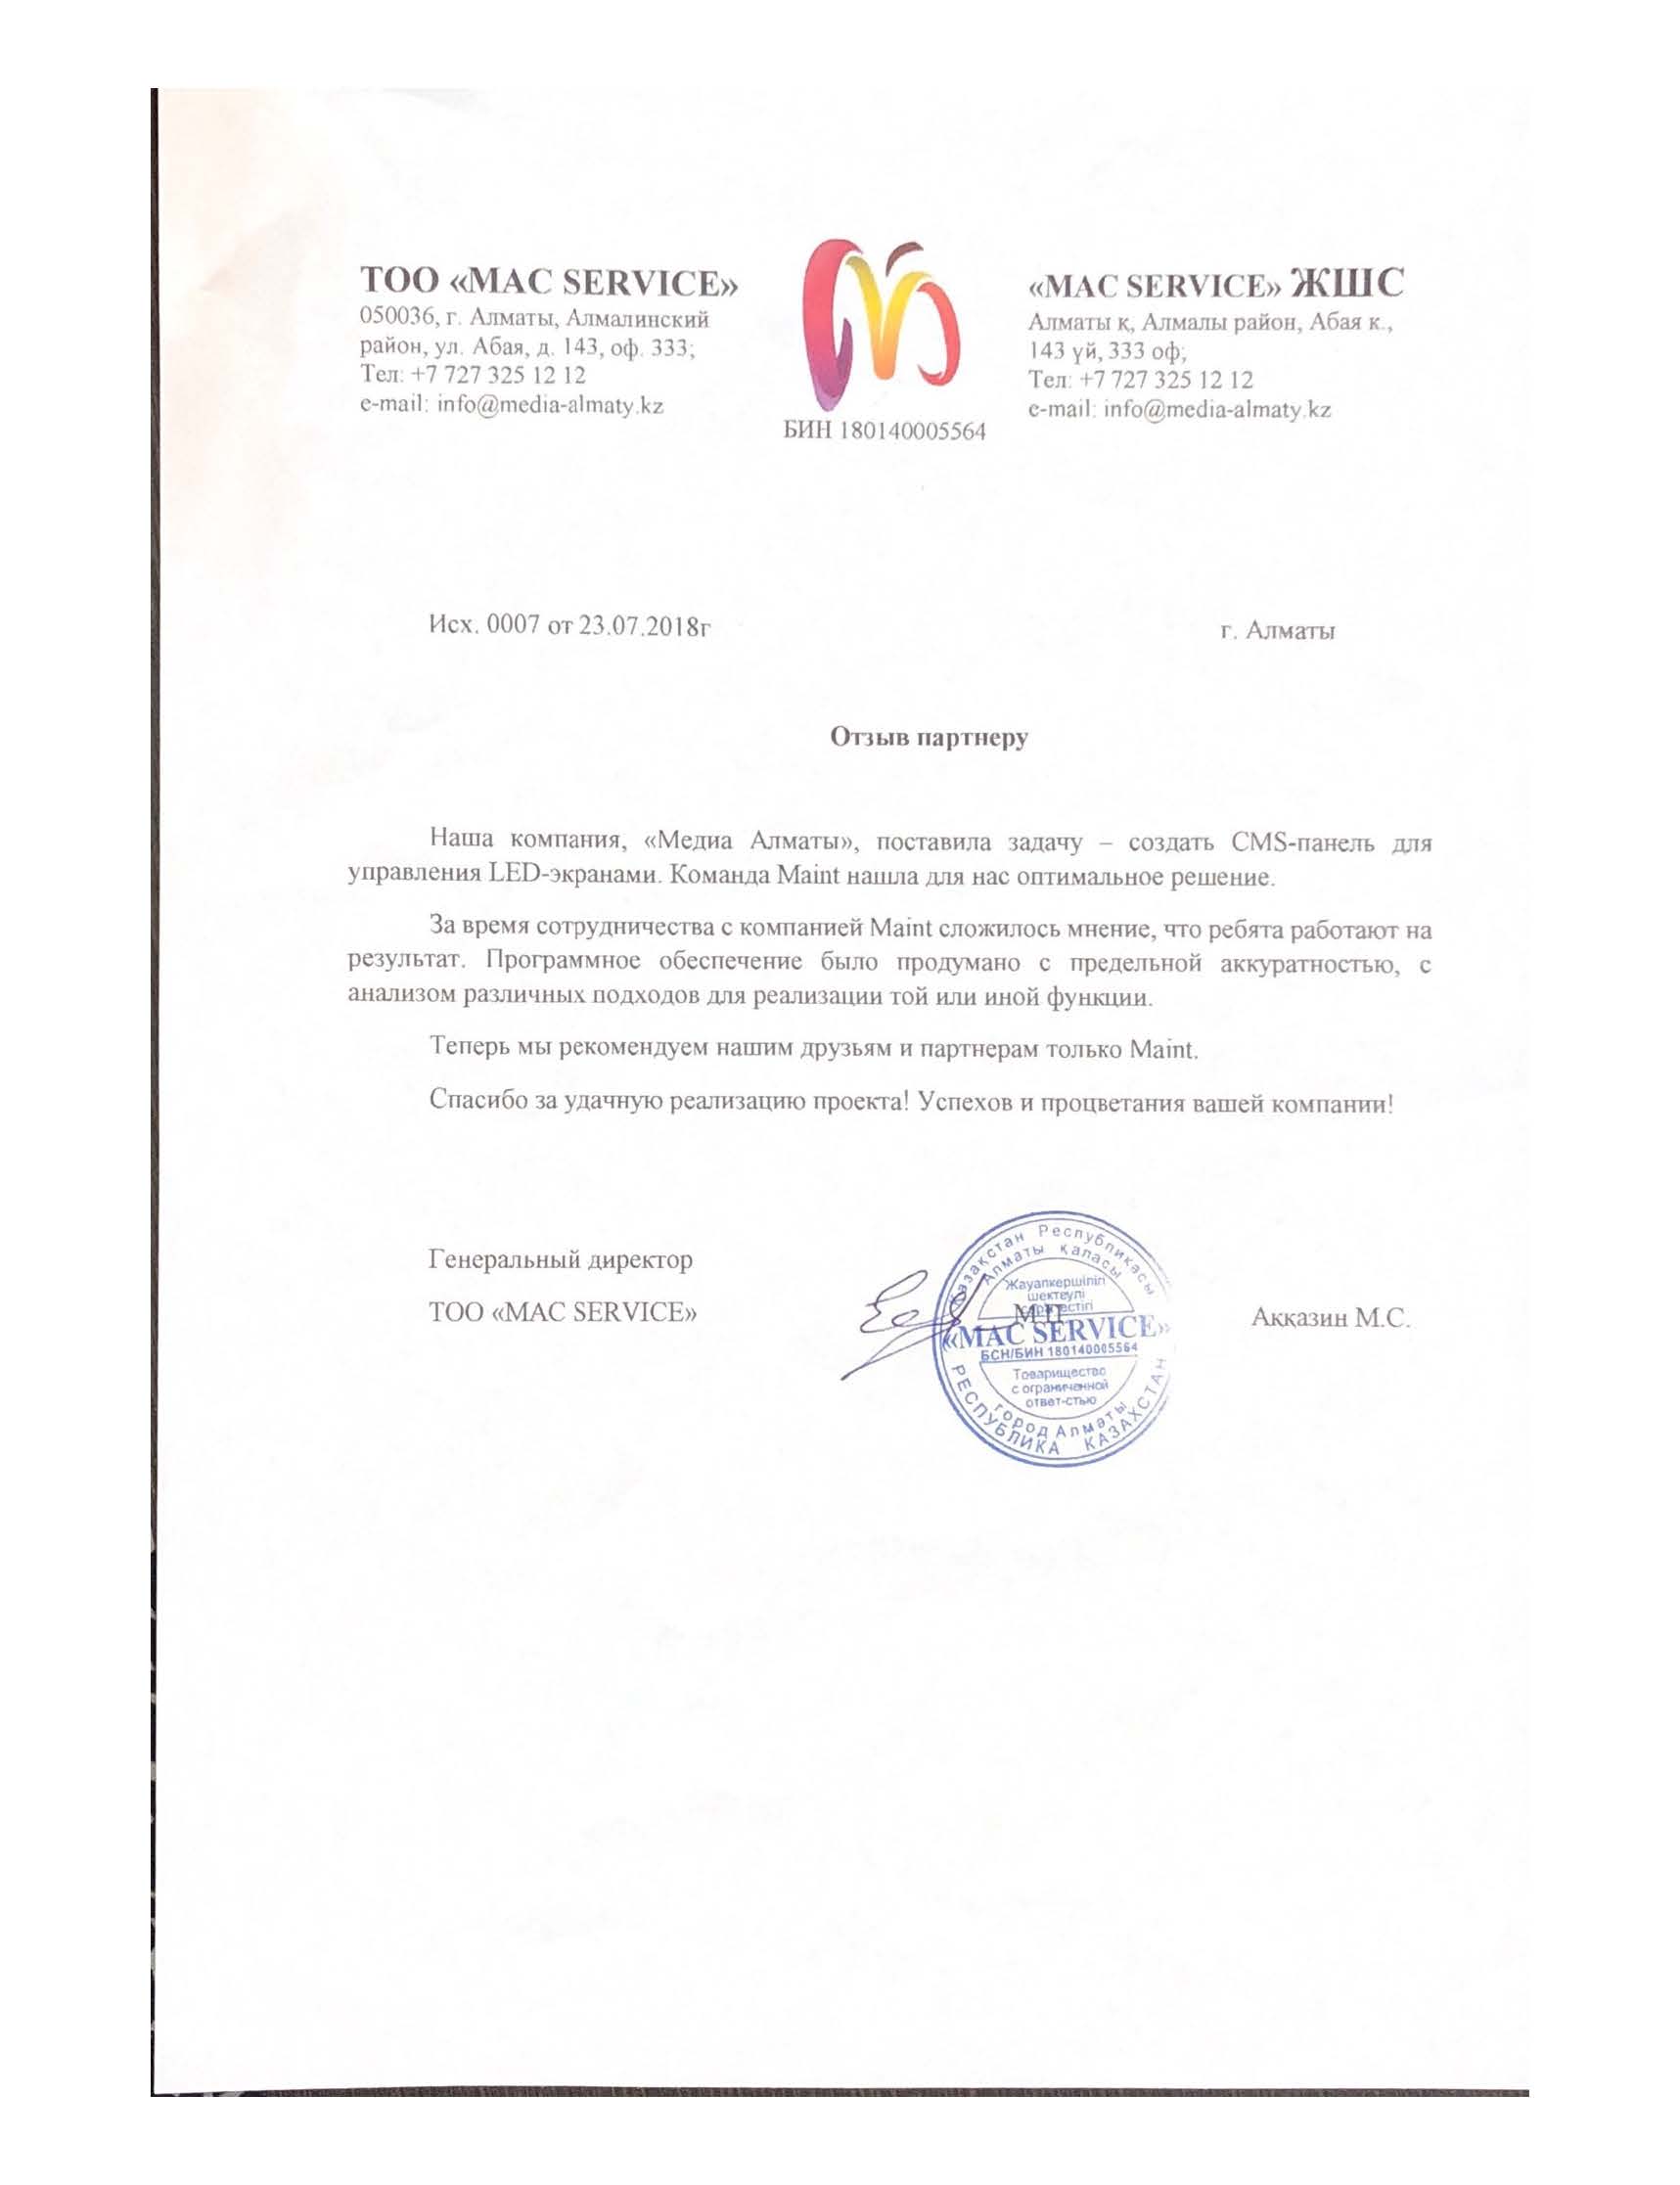 ТОО «MAC SERVICE»
050036, г. Алматы, Алмалинский
район, ул. Абая, д. 143, оф. 333;
Тел: +7 727 325 12 12
e-mail: info@media-almaty.kz
БИН 180140005564
«MAC SERVICE» ЖШС
Алматы қ, Алмалы район, Абая к.,
143 үй, 333 оф;
Тел: +7 727 325 12 12
e-mail: info@media-almaty.kz
Исх. 0007 от 23.07.2018г
г. Алматы
Отзыв партнеру
Наша компания, «Медиа Алматы», поставила задачу – создать CMS-панель для
управления LED-экранами. Команда Maint нашла для нас оптимальное решение.
За время сотрудничества с компанией Maint сложилось мнение, что ребята работают на
результат. Программное обеспечение было продумано с предельной аккуратностью, с
анализом различных подходов для реализации той или иной функции.
Теперь мы рекомендуем нашим друзьям и партнерам только Maint.
Спасибо за удачную реализацию проекта! Успехов и процветания вашей компании!
Генеральный директор
ТОО «MAC SERVICE»
М.П.
Акқазин М.С.
Қазақстан Республикасы
Алматы қаласы
Жауапкершілігі
шектеулі
серіктестігі
«MAC SERVICE»
БСН/БИН 180140005564
Товарищество
с ограниченной
ответ-стью
город Алматы
РЕСПУБЛИКА КАЗАХСТАН